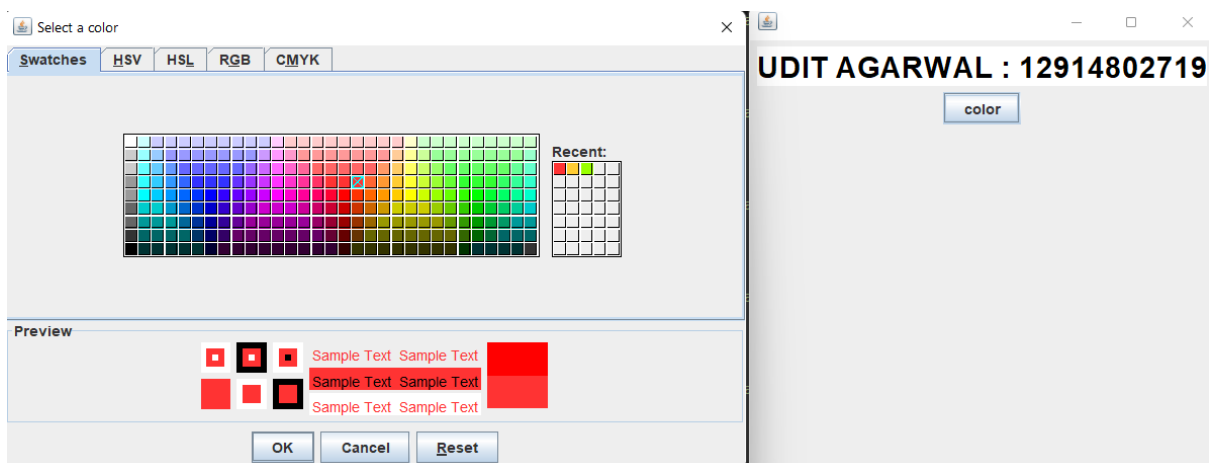 Select a color
Swatches HSV HSL RGB CMYK
Recent:
Preview
Sample Text Sample Text
Sample Text Sample Text
Sample Text Sample Text
OK Cancel Reset
UDIT AGARWAL : 12914802719
color